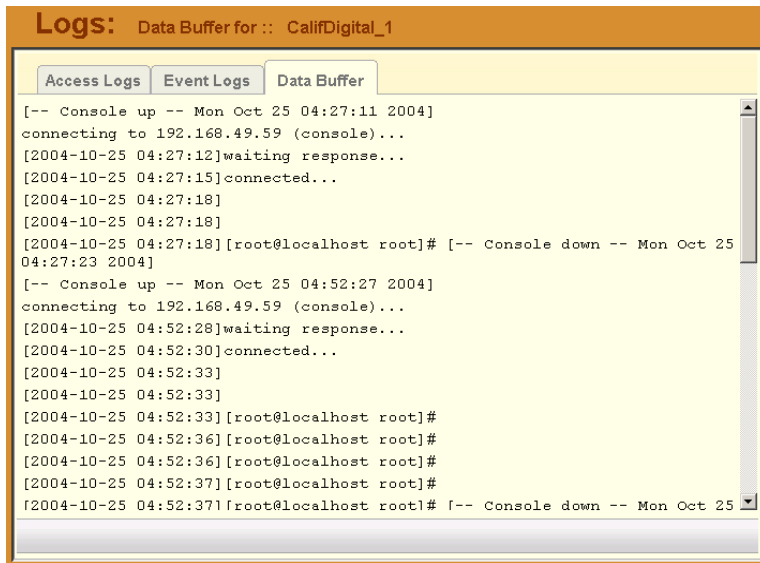 Logs: Data Buffer for :: CalifDigital_1
Access Logs Event Logs Data Buffer
[-- Console up -- Mon Oct 25 04:27:11 2004]
connecting to 192.168.49.59 (console)...
[2004-10-25 04:27:12]waiting response...
[2004-10-25 04:27:15]connected...
[2004-10-25 04:27:18]
[2004-10-25 04:27:18]
[2004-10-25 04:27:18][root@localhost root]# [-- Console down -- Mon Oct 25
04:27:23 2004]
[-- Console up -- Mon Oct 25 04:52:27 2004]
connecting to 192.168.49.59 (console)...
[2004-10-25 04:52:28]waiting response...
[2004-10-25 04:52:30]connected...
[2004-10-25 04:52:33]
[2004-10-25 04:52:33]
[2004-10-25 04:52:33][root@localhost root]#
[2004-10-25 04:52:36][root@localhost root]#
[2004-10-25 04:52:36][root@localhost root]#
[2004-10-25 04:52:37][root@localhost root]#
[2004-10-25 04:52:37][root@localhost root]# [-- Console down -- Mon Oct 25